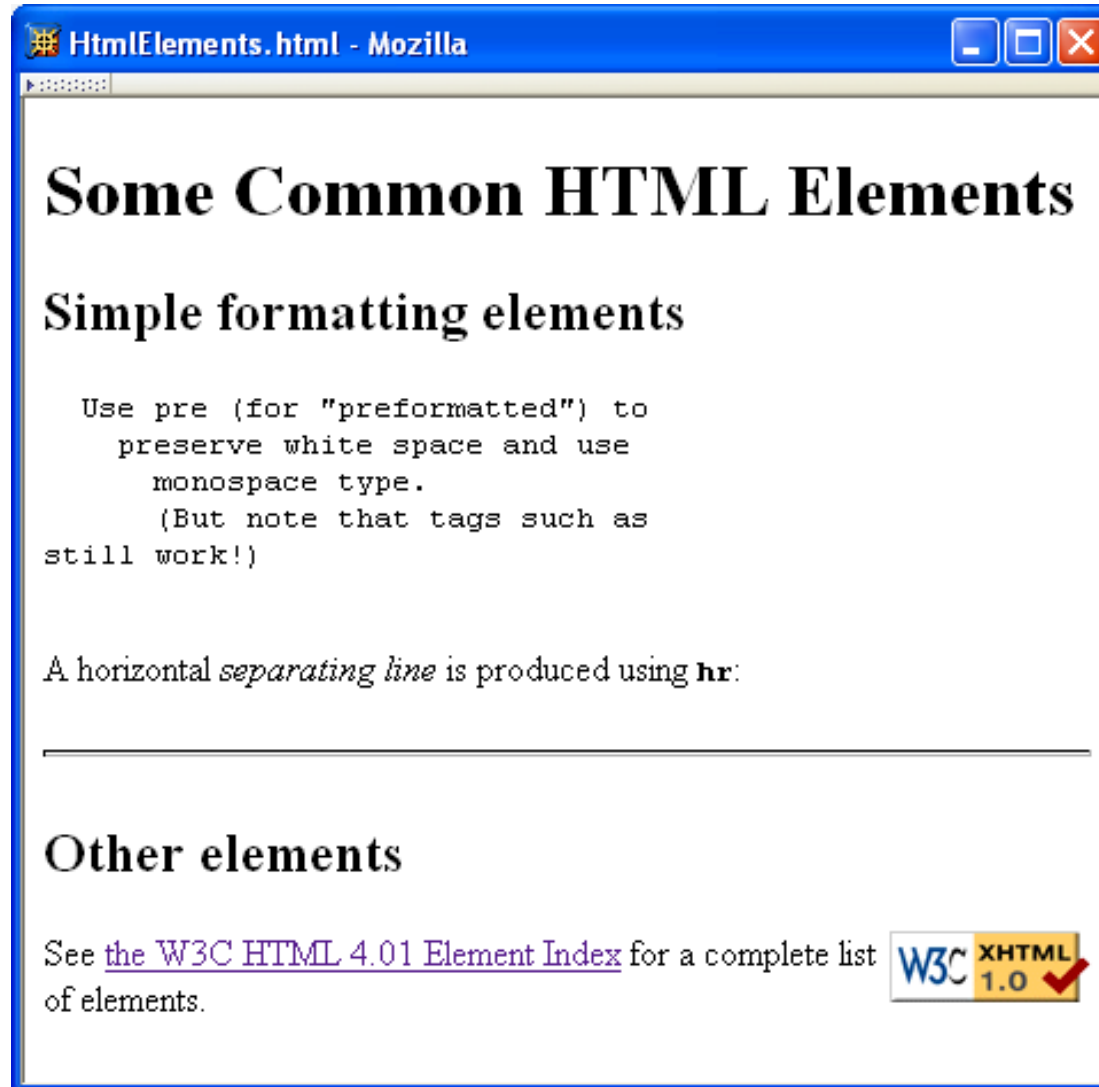 HtmlElements.html - Mozilla
Some Common HTML Elements
Simple formatting elements
Use pre (for "preformatted") to
preserve white space and use
monospace type.
(But note that tags such as
still work!)
A horizontal separating line is produced using hr:
Other elements
See the W3C HTML 4.01 Element Index for a complete list
of elements.
W3C XHTML
1.0